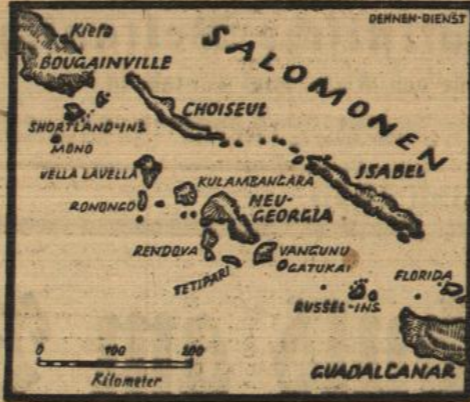 DEHNEN-DIENST
Kieta
BOUGAINVILLE
SALOMONEN
CHOISEUL
SHORTLAND-INS.
MONO
ISABEL
VELLA LAVELLA
KULAMBANGARA
RONONGO
NEU-
GEORGIA
RENDOVA
VANGUNU
GATUKAI
TETIPARI
FLORIDA
RUSSEL-INS.
0 100 200
Kilometer
GUADALCANAR